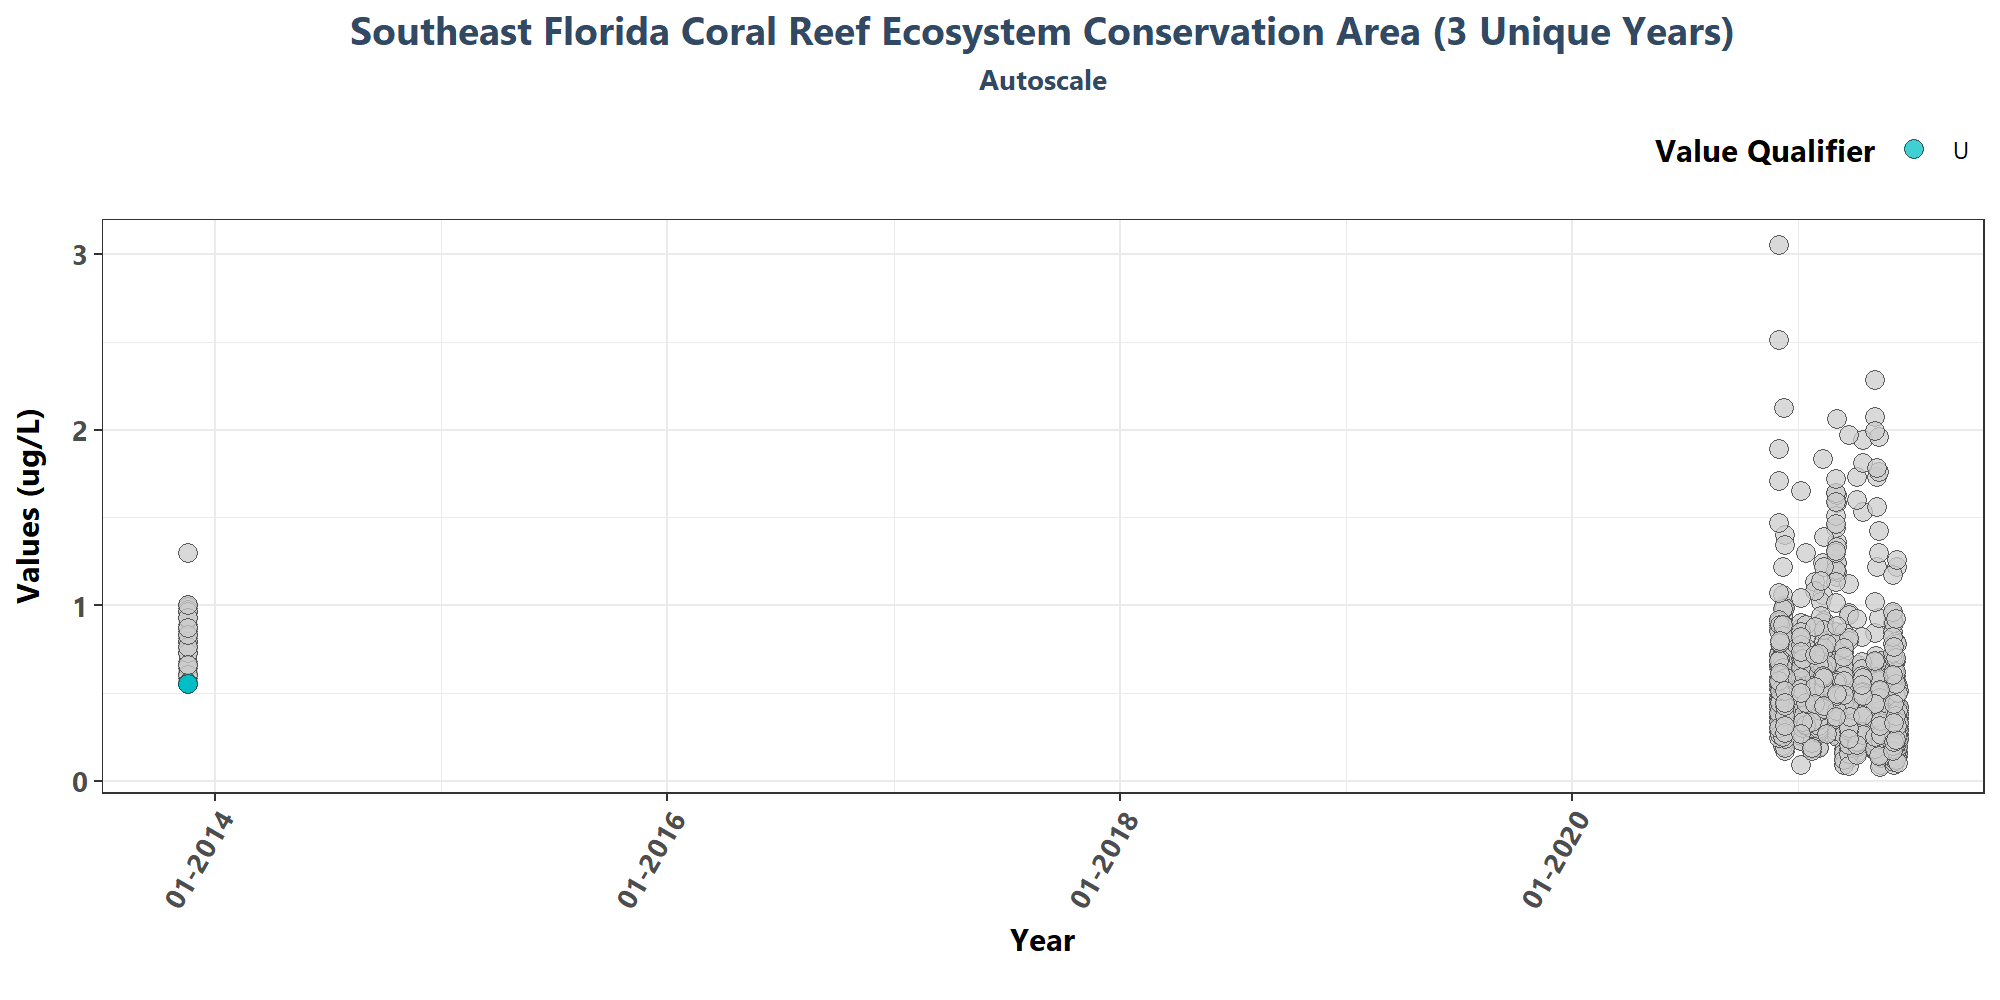 Southeast Florida Coral Reef Ecosystem Conservation Area (3 Unique Years)
Autoscale
Value Qualifier U
Values (ug/L)
3
2
1
0
01-2014
01-2016
01-2018
01-2020
Year